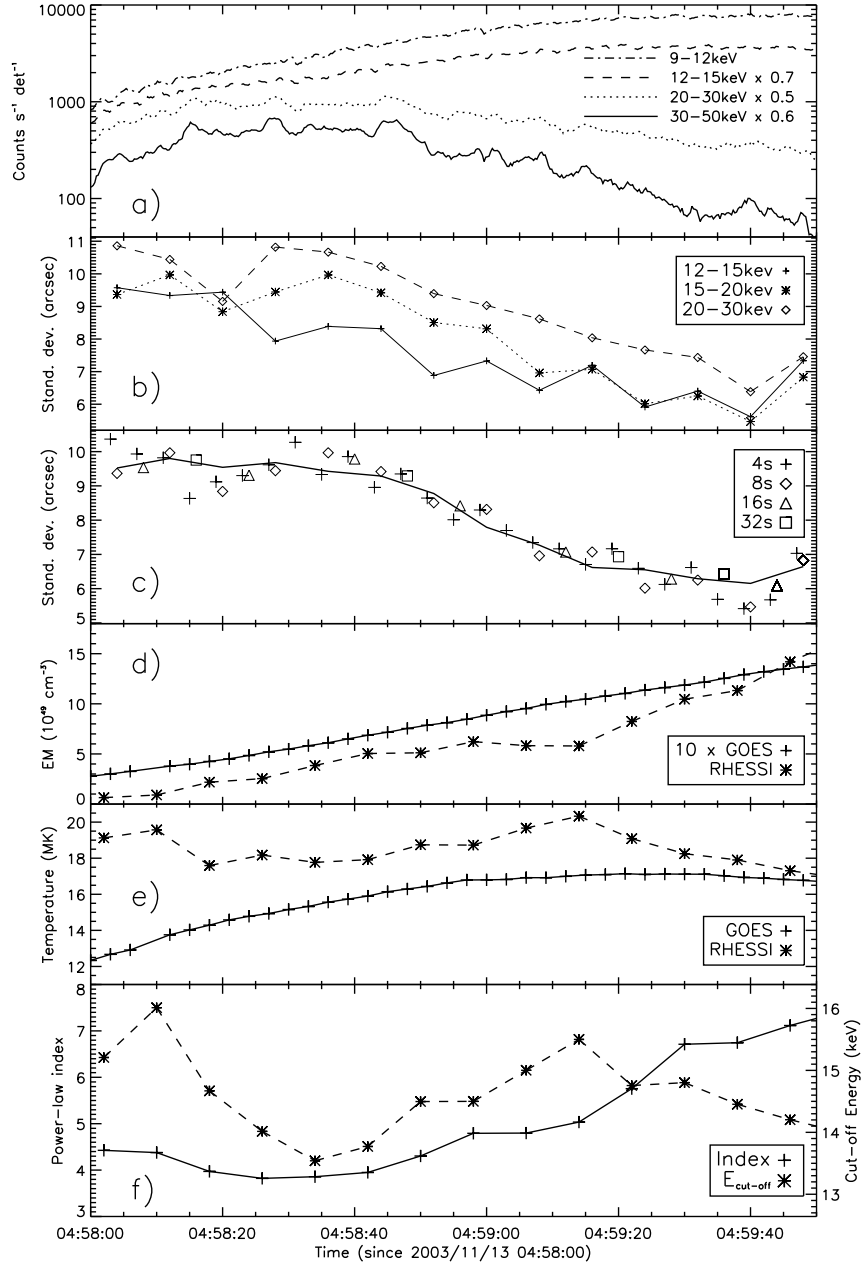 10000
1000
100
Counts s⁻¹ det⁻¹
9−12keV
12−15keV x 0.7
20−30keV x 0.5
30−50keV x 0.6
a)
11
10
9
8
7
6
Stand. dev. (arcsec)
12−15kev
15−20kev
20−30kev
b)
10
9
8
7
6
5
Stand. dev. (arcsec)
4s
8s
16s
32s
c)
15
10
5
0
EM (10⁴⁹ cm⁻³)
d)
10 x GOES
RHESSI
20
18
16
14
12
Temperature (MK)
e)
GOES
RHESSI
8
7
6
5
4
3
Power−law index
16
15
14
13
Cut−off Energy (keV)
f)
Index
E cut−off
04:58:00 04:58:20 04:58:40 04:59:00 04:59:20 04:59:40
Time (since 2003/11/13 04:58:00)